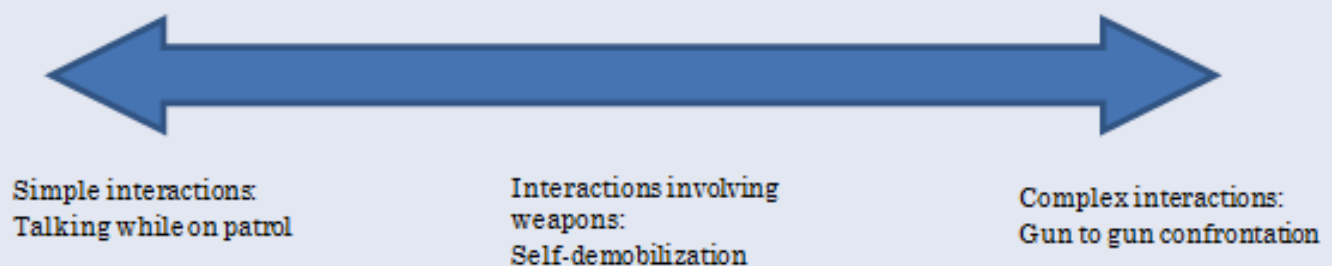 Simple interactions:
Talking while on patrol
Interactions involving
weapons:
Self-demobilization
Complex interactions:
Gun to gun confrontation